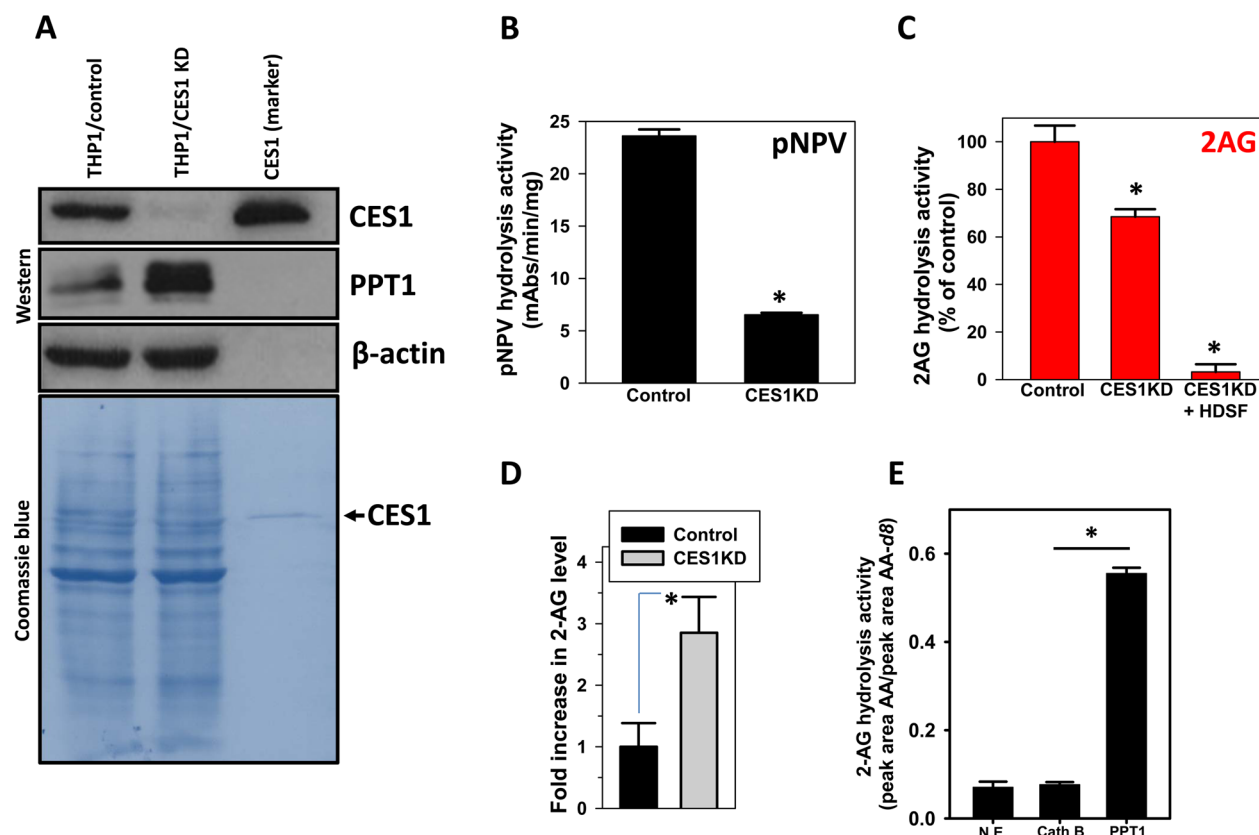 A
THP1/control
THP1/CES1 KD
CES1 (marker)
Western
CES1
PPT1
β-actin
Coomassie blue
CES1
B
pNPV hydrolysis activity
(mAbs/min/mg)
25
20
15
10
5
0
pNPV
*
Control
CES1KD
C
2AG hydrolysis activity
(% of control)
100
80
60
40
20
0
2AG
*
*
Control
CES1KD
CES1KD
+ HDSF
D
Fold increase in 2-AG level
Control
CES1KD
4
3
2
1
0
*
E
2-AG hydrolysis activity
(peak area AA/peak area AA-d8)
0.6
0.4
0.2
0.0
*
N.E.
Cath B
PPT1